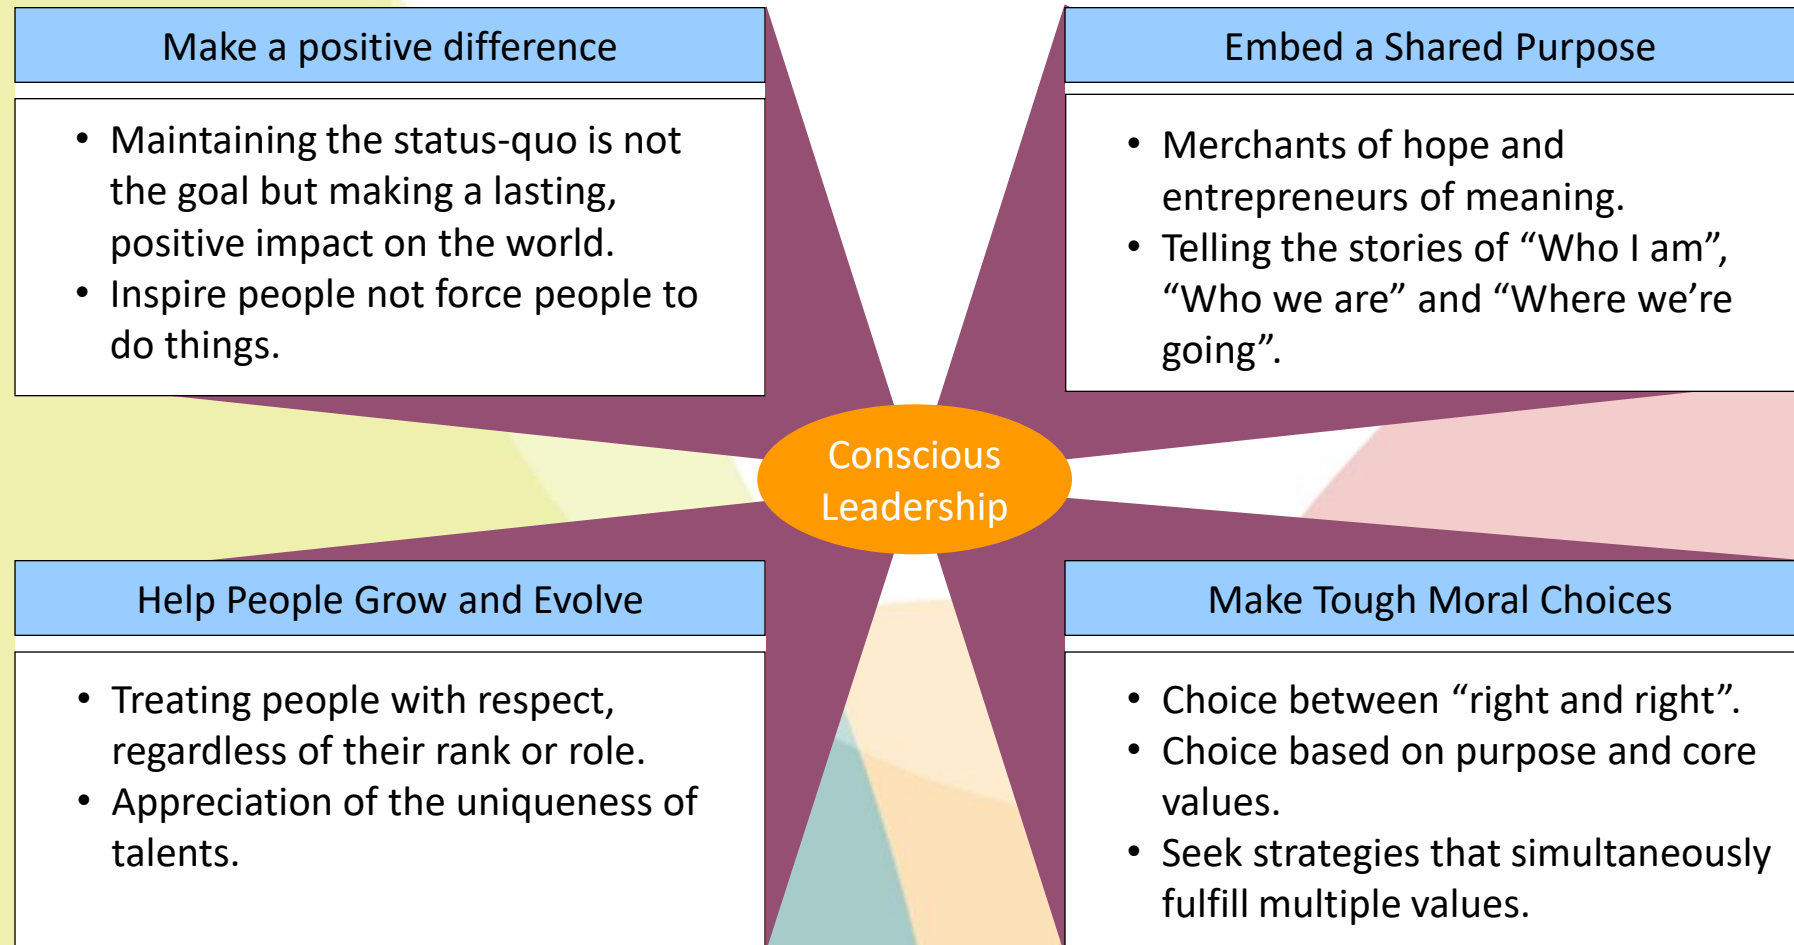 Make a positive difference
• Maintaining the status-quo is not
the goal but making a lasting,
positive impact on the world.
• Inspire people not force people to
do things.
Embed a Shared Purpose
• Merchants of hope and
entrepreneurs of meaning.
• Telling the stories of “Who I am”,
“Who we are” and “Where we’re
going”.
Conscious
Leadership
Help People Grow and Evolve
• Treating people with respect,
regardless of their rank or role.
• Appreciation of the uniqueness of
talents.
Make Tough Moral Choices
• Choice between “right and right”.
• Choice based on purpose and core
values.
• Seek strategies that simultaneously
fulfill multiple values.